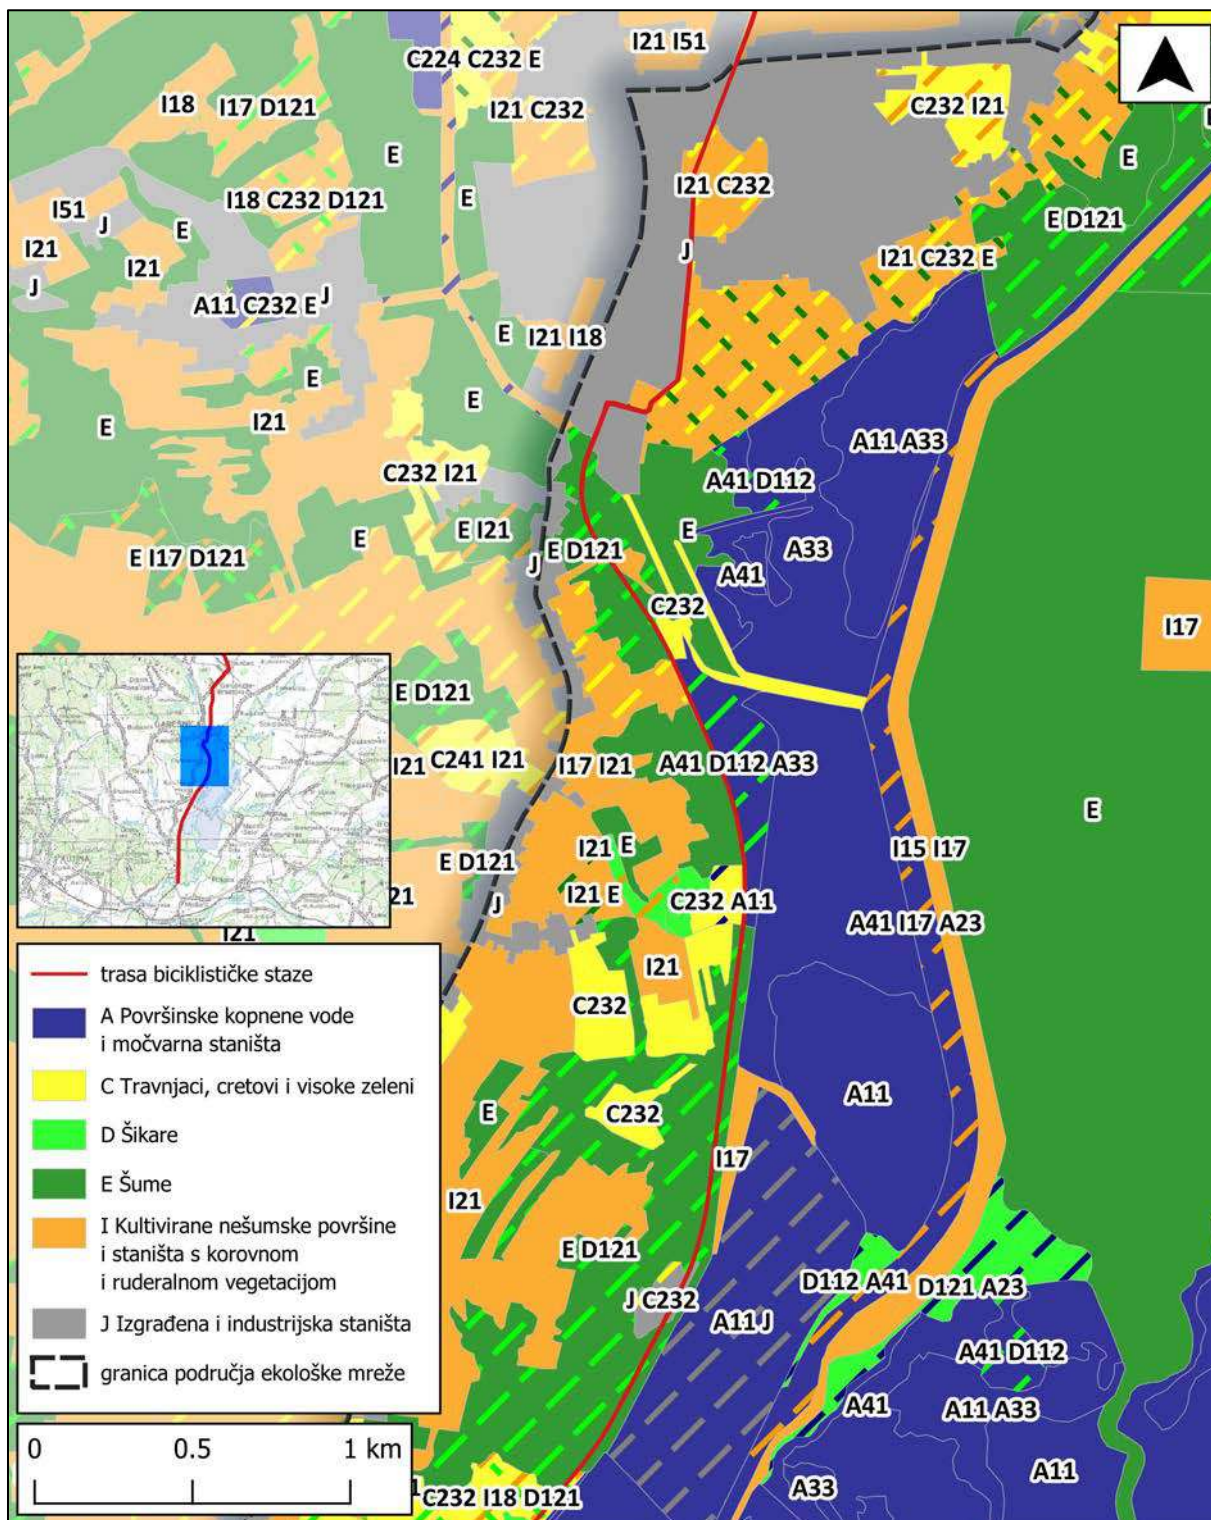 I21 I51
C224 C232 E
I18
I17 D121
I21 C232
C232 I21
E
E
E
I18 C232 D121
I21 C232
E D121
I51
J
E
I21
I21
J
J
I21 C232 E
A11 C232 E
J
E
I21 I18
E
E
I21
E
A11 A33
C232 I21
A41 D112
E I21
E
E
E I17 D121
E D121
J
A33
A41
C232
I17
E D121
I21
C241 I21
I17 I21
A41 D112 A33
E
E D121
I21
E
I15 I17
I21 E
C232 A11
J
A41 I17 A23
I21
I21
C232
A11
E
C232
I17
I21
E D121
D112 A41
D121 A23
J C232
A11 J
A41 D112
A41
A11 A33
A11
A33
C232 I18 D121
GAREŠNICA
KUTINA
trasa biciklističke staze
A Površinske kopnene vode
i močvarna staništa
C Travnjaci, cretovi i visoke zeleni
D Šikare
E Šume
I Kultivirane nešumske površine
i staništa s korovnom
i ruderalnom vegetacijom
J Izgrađena i industrijska staništa
granica područja ekološke mreže
0 0.5 1 km